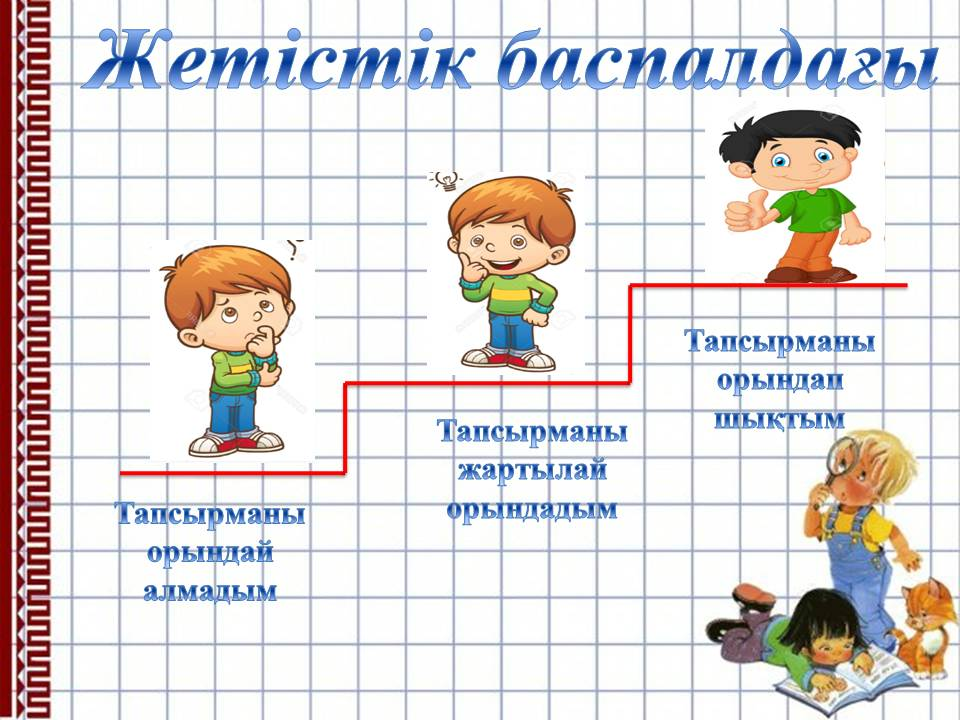 Жетістік баспалдағы
Тапсырманы
орындап
шықтым
Тапсырманы
жартылай
орындадым
Тапсырманы
орындай
алмадым